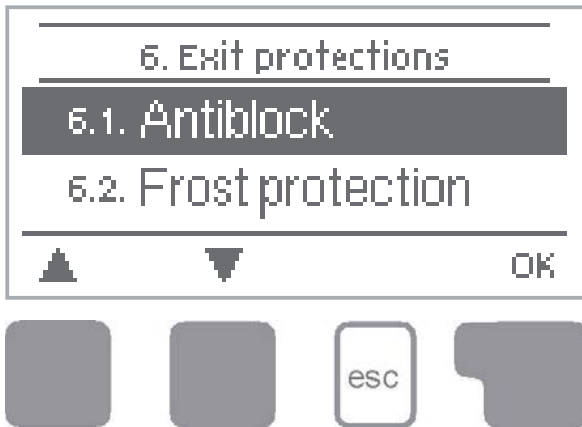 6. Exit protections
6.1. Antiblock
6.2. Frost protection
OK
esc